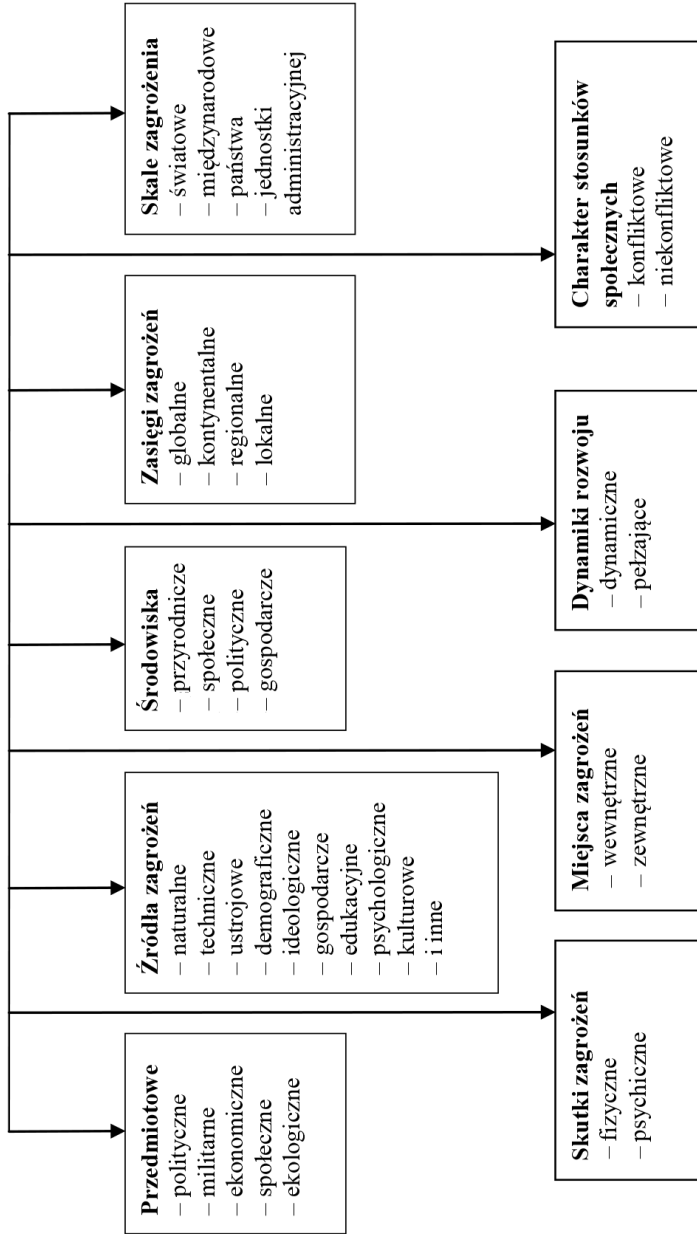 Przedmiotowe
– polityczne
– militarne
– ekonomiczne
– społeczne
– ekologiczne
Źródła zagrożeń
– naturalne
– techniczne
– ustrojowe
– demograficzne
– ideologiczne
– gospodarcze
– edukacyjne
– psychologiczne
– kulturowe
– i inne
Środowiska
– przyrodnicze
– społeczne
– polityczne
– gospodarcze
Zasięgi zagrożeń
– globalne
– kontynentalne
– regionalne
– lokalne
Skale zagrożenia
– światowe
– międzynarodowe
– państwa
– jednostki
administracyjnej
Skutki zagrożeń
– fizyczne
– psychiczne
Miejsca zagrożeń
– wewnętrzne
– zewnętrzne
Dynamiki rozwoju
– dynamiczne
– pełzające
Charakter stosunków
społecznych
– konfliktowe
– niekonfliktowe